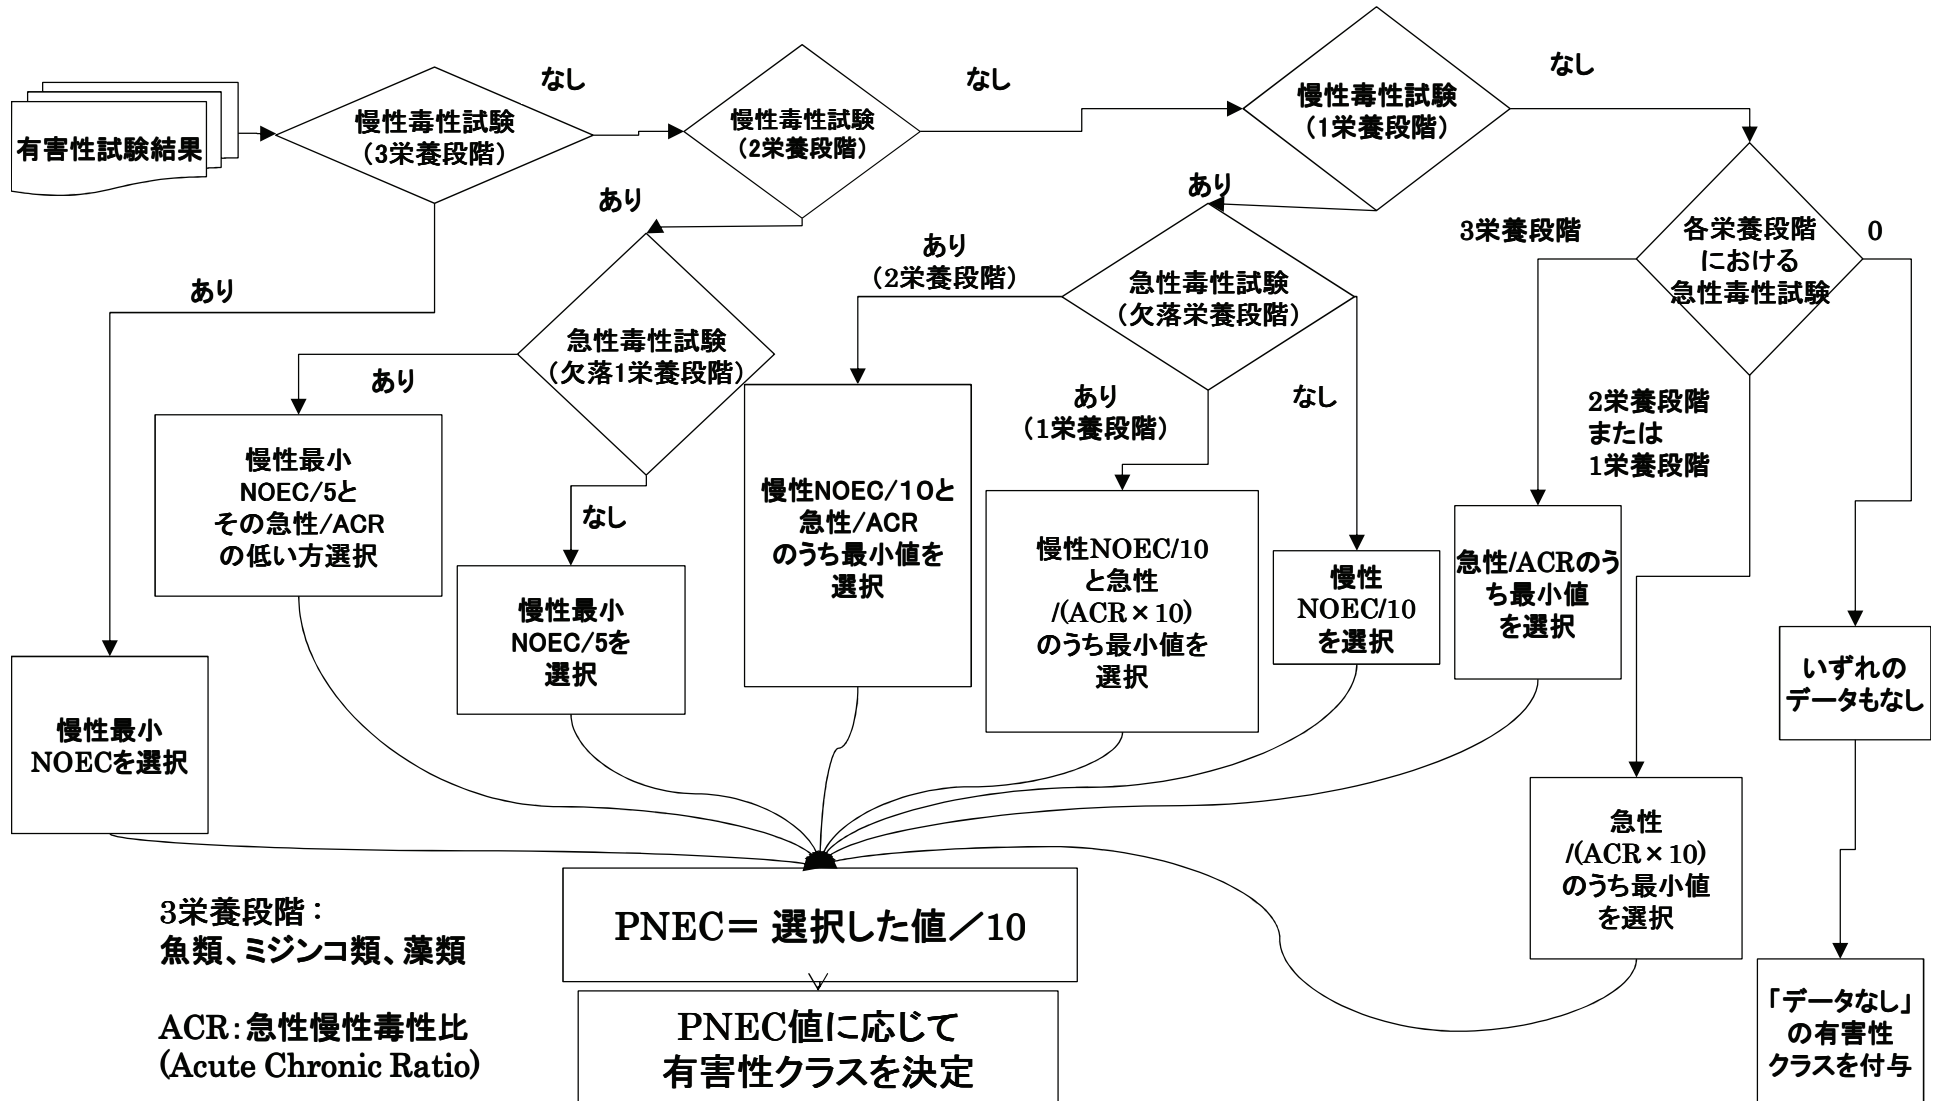 有害性試験結果
慢性毒性試験
(3栄養段階)
なし
あり
慢性毒性試験
(2栄養段階)
なし
あり
慢性毒性試験
(1栄養段階)
なし
あり
各栄養段階
における
急性毒性試験
3栄養段階
0
2栄養段階
または
1栄養段階
急性毒性試験
(欠落1栄養段階)
あり
なし
急性毒性試験
(欠落栄養段階)
あり
(2栄養段階)
あり
(1栄養段階)
なし
慢性最小
NOECを選択
慢性最小
NOEC/5と
その急性/ACR
の低い方選択
慢性最小
NOEC/5を
選択
慢性NOEC/10と
急性/ACR
のうち最小値を
選択
慢性NOEC/10
と急性
/(ACR×10)
のうち最小値を
選択
慢性
NOEC/10
を選択
急性/ACRのう
ち最小値
を選択
急性
/(ACR×10)
のうち最小値
を選択
いずれの
データもなし
「データなし」
の有害性
クラスを付与
PNEC＝ 選択した値／10
PNEC値に応じて
有害性クラスを決定
3栄養段階：
魚類、ミジンコ類、藻類
ACR：急性慢性毒性比
(Acute Chronic Ratio)